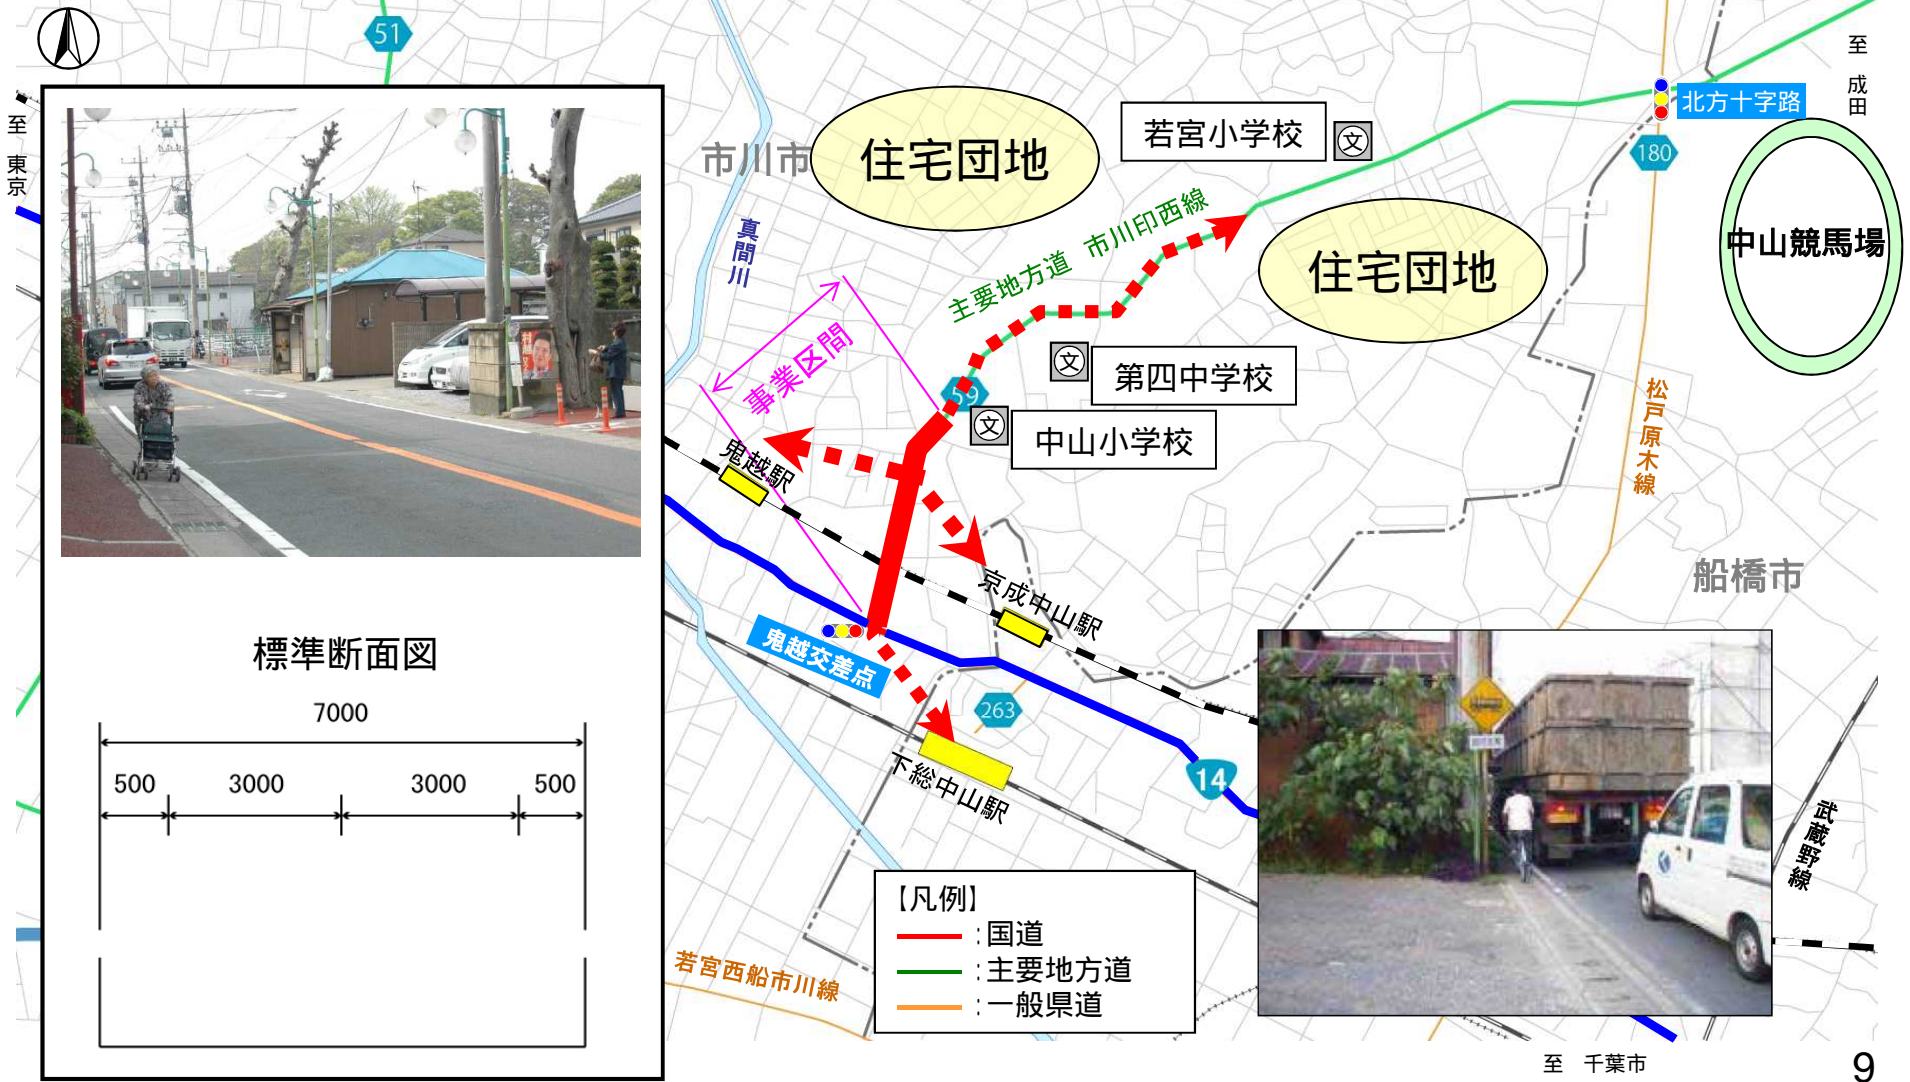 51
至 成田
北方十字路
至 東京
住宅団地
若宮小学校
文
市川市
180
真間川
主要地方道 市川印西線
中山競馬場
住宅団地
事業区間
文
第四中学校
59
文
中山小学校
松戸原木線
鬼越駅
京成中山駅
船橋市
鬼越交差点
標準断面図
7000
500
3000
3000
500
263
14
下総中山駅
武蔵野線
【凡例】
:国道
:主要地方道
:一般県道
若宮西船市川線
至 千葉市
9